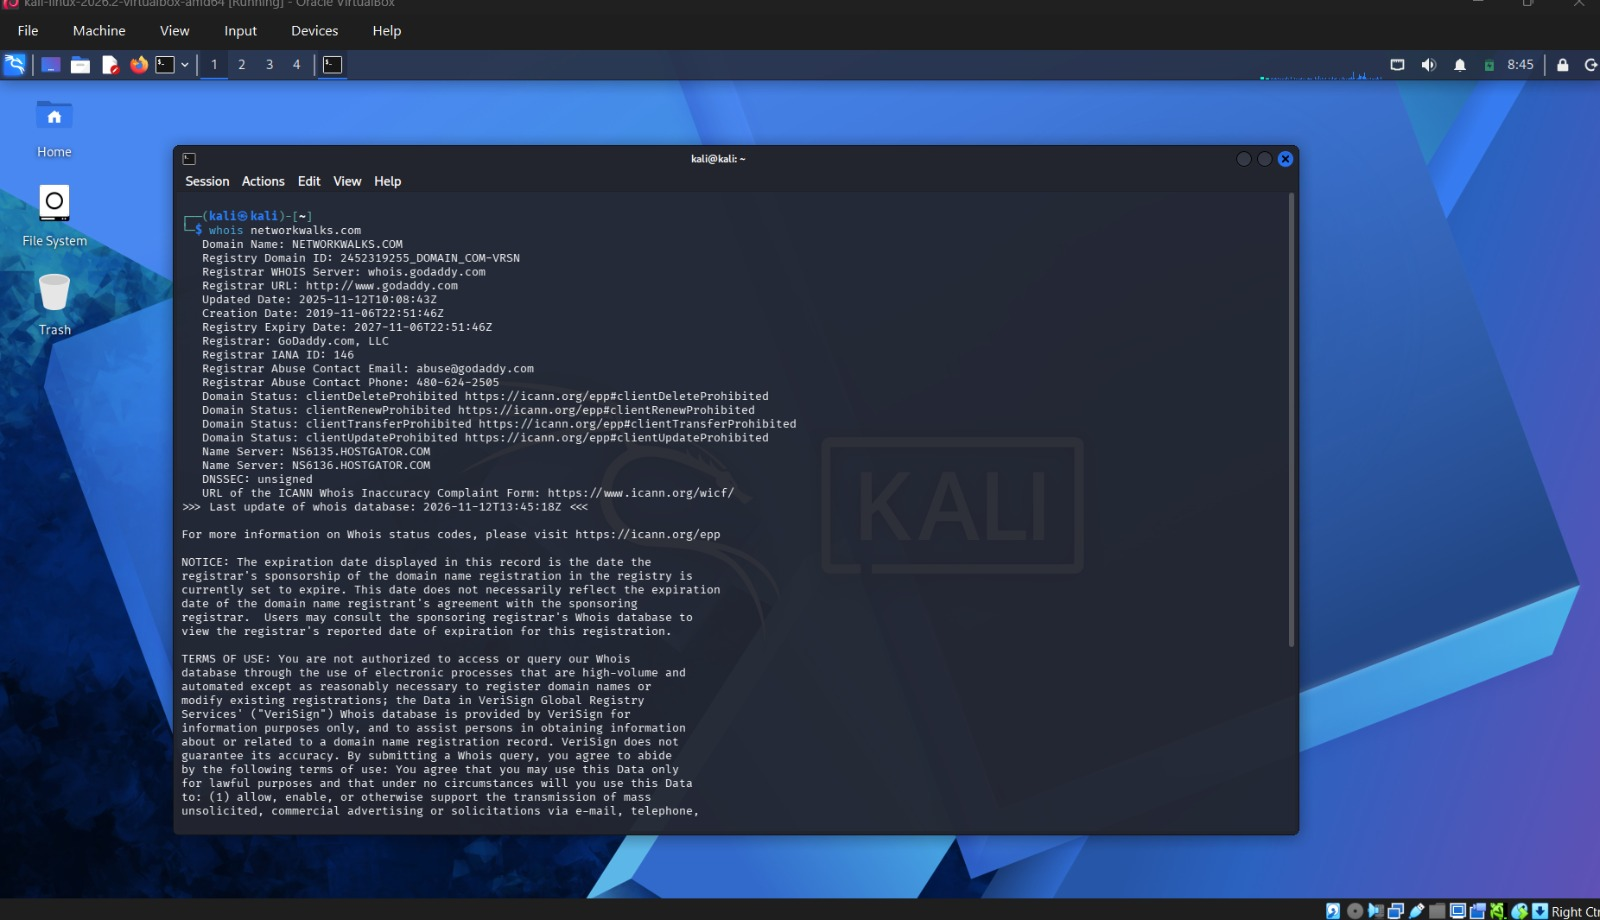 kali-linux-2026.2-virtualbox-amd64 [Running] - Oracle VirtualBox
File Machine View Input Devices Help
1 2 3 4 8:45
Home
File System
Trash
kali@kali: ~
Session Actions Edit View Help
┌──(kali㉿kali)-[~]
└─$ whois networkwalks.com
Domain Name: NETWORKWALKS.COM
Registry Domain ID: 2452319255_DOMAIN_COM-VRSN
Registrar WHOIS Server: whois.godaddy.com
Registrar URL: http://www.godaddy.com
Updated Date: 2025-11-12T10:08:43Z
Creation Date: 2019-11-06T22:51:46Z
Registry Expiry Date: 2027-11-06T22:51:46Z
Registrar: GoDaddy.com, LLC
Registrar IANA ID: 146
Registrar Abuse Contact Email: abuse@godaddy.com
Registrar Abuse Contact Phone: 480-624-2505
Domain Status: clientDeleteProhibited https://icann.org/epp#clientDeleteProhibited
Domain Status: clientRenewProhibited https://icann.org/epp#clientRenewProhibited
Domain Status: clientTransferProhibited https://icann.org/epp#clientTransferProhibited
Domain Status: clientUpdateProhibited https://icann.org/epp#clientUpdateProhibited
Name Server: NS6135.HOSTGATOR.COM
Name Server: NS6136.HOSTGATOR.COM
DNSSEC: unsigned
URL of the ICANN Whois Inaccuracy Complaint Form: https://www.icann.org/wicf/
>>> Last update of whois database: 2026-11-12T13:45:18Z <<<
For more information on Whois status codes, please visit https://icann.org/epp
NOTICE: The expiration date displayed in this record is the date the
registrar's sponsorship of the domain name registration in the registry is
currently set to expire. This date does not necessarily reflect the expiration
date of the domain name registrant's agreement with the sponsoring
registrar.  Users may consult the sponsoring registrar's Whois database to
view the registrar's reported date of expiration for this registration.
TERMS OF USE: You are not authorized to access or query our Whois
database through the use of electronic processes that are high-volume and
automated except as reasonably necessary to register domain names or
modify existing registrations; the Data in VeriSign Global Registry
Services' ("VeriSign") Whois database is provided by VeriSign for
information purposes only, and to assist persons in obtaining information
about or related to a domain name registration record. VeriSign does not
guarantee its accuracy. By submitting a Whois query, you agree to abide
by the following terms of use: You agree that you may use this Data only
for lawful purposes and that under no circumstances will you use this Data
to: (1) allow, enable, or otherwise support the transmission of mass
unsolicited, commercial advertising or solicitations via e-mail, telephone,
KALI
Right Ctr